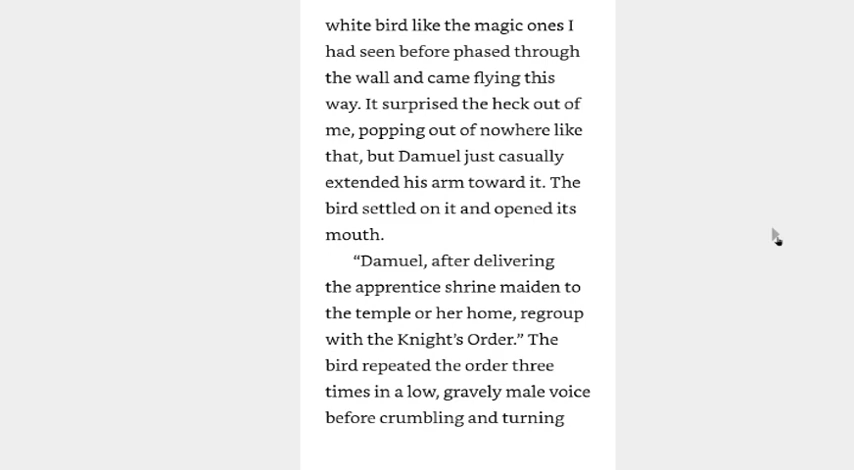 white bird like the magic ones I
had seen before phased through
the wall and came flying this
way. It surprised the heck out of
me, popping out of nowhere like
that, but Damuel just casually
extended his arm toward it. The
bird settled on it and opened its
mouth.
“Damuel, after delivering
the apprentice shrine maiden to
the temple or her home, regroup
with the Knight’s Order.” The
bird repeated the order three
times in a low, gravely male voice
before crumbling and turning